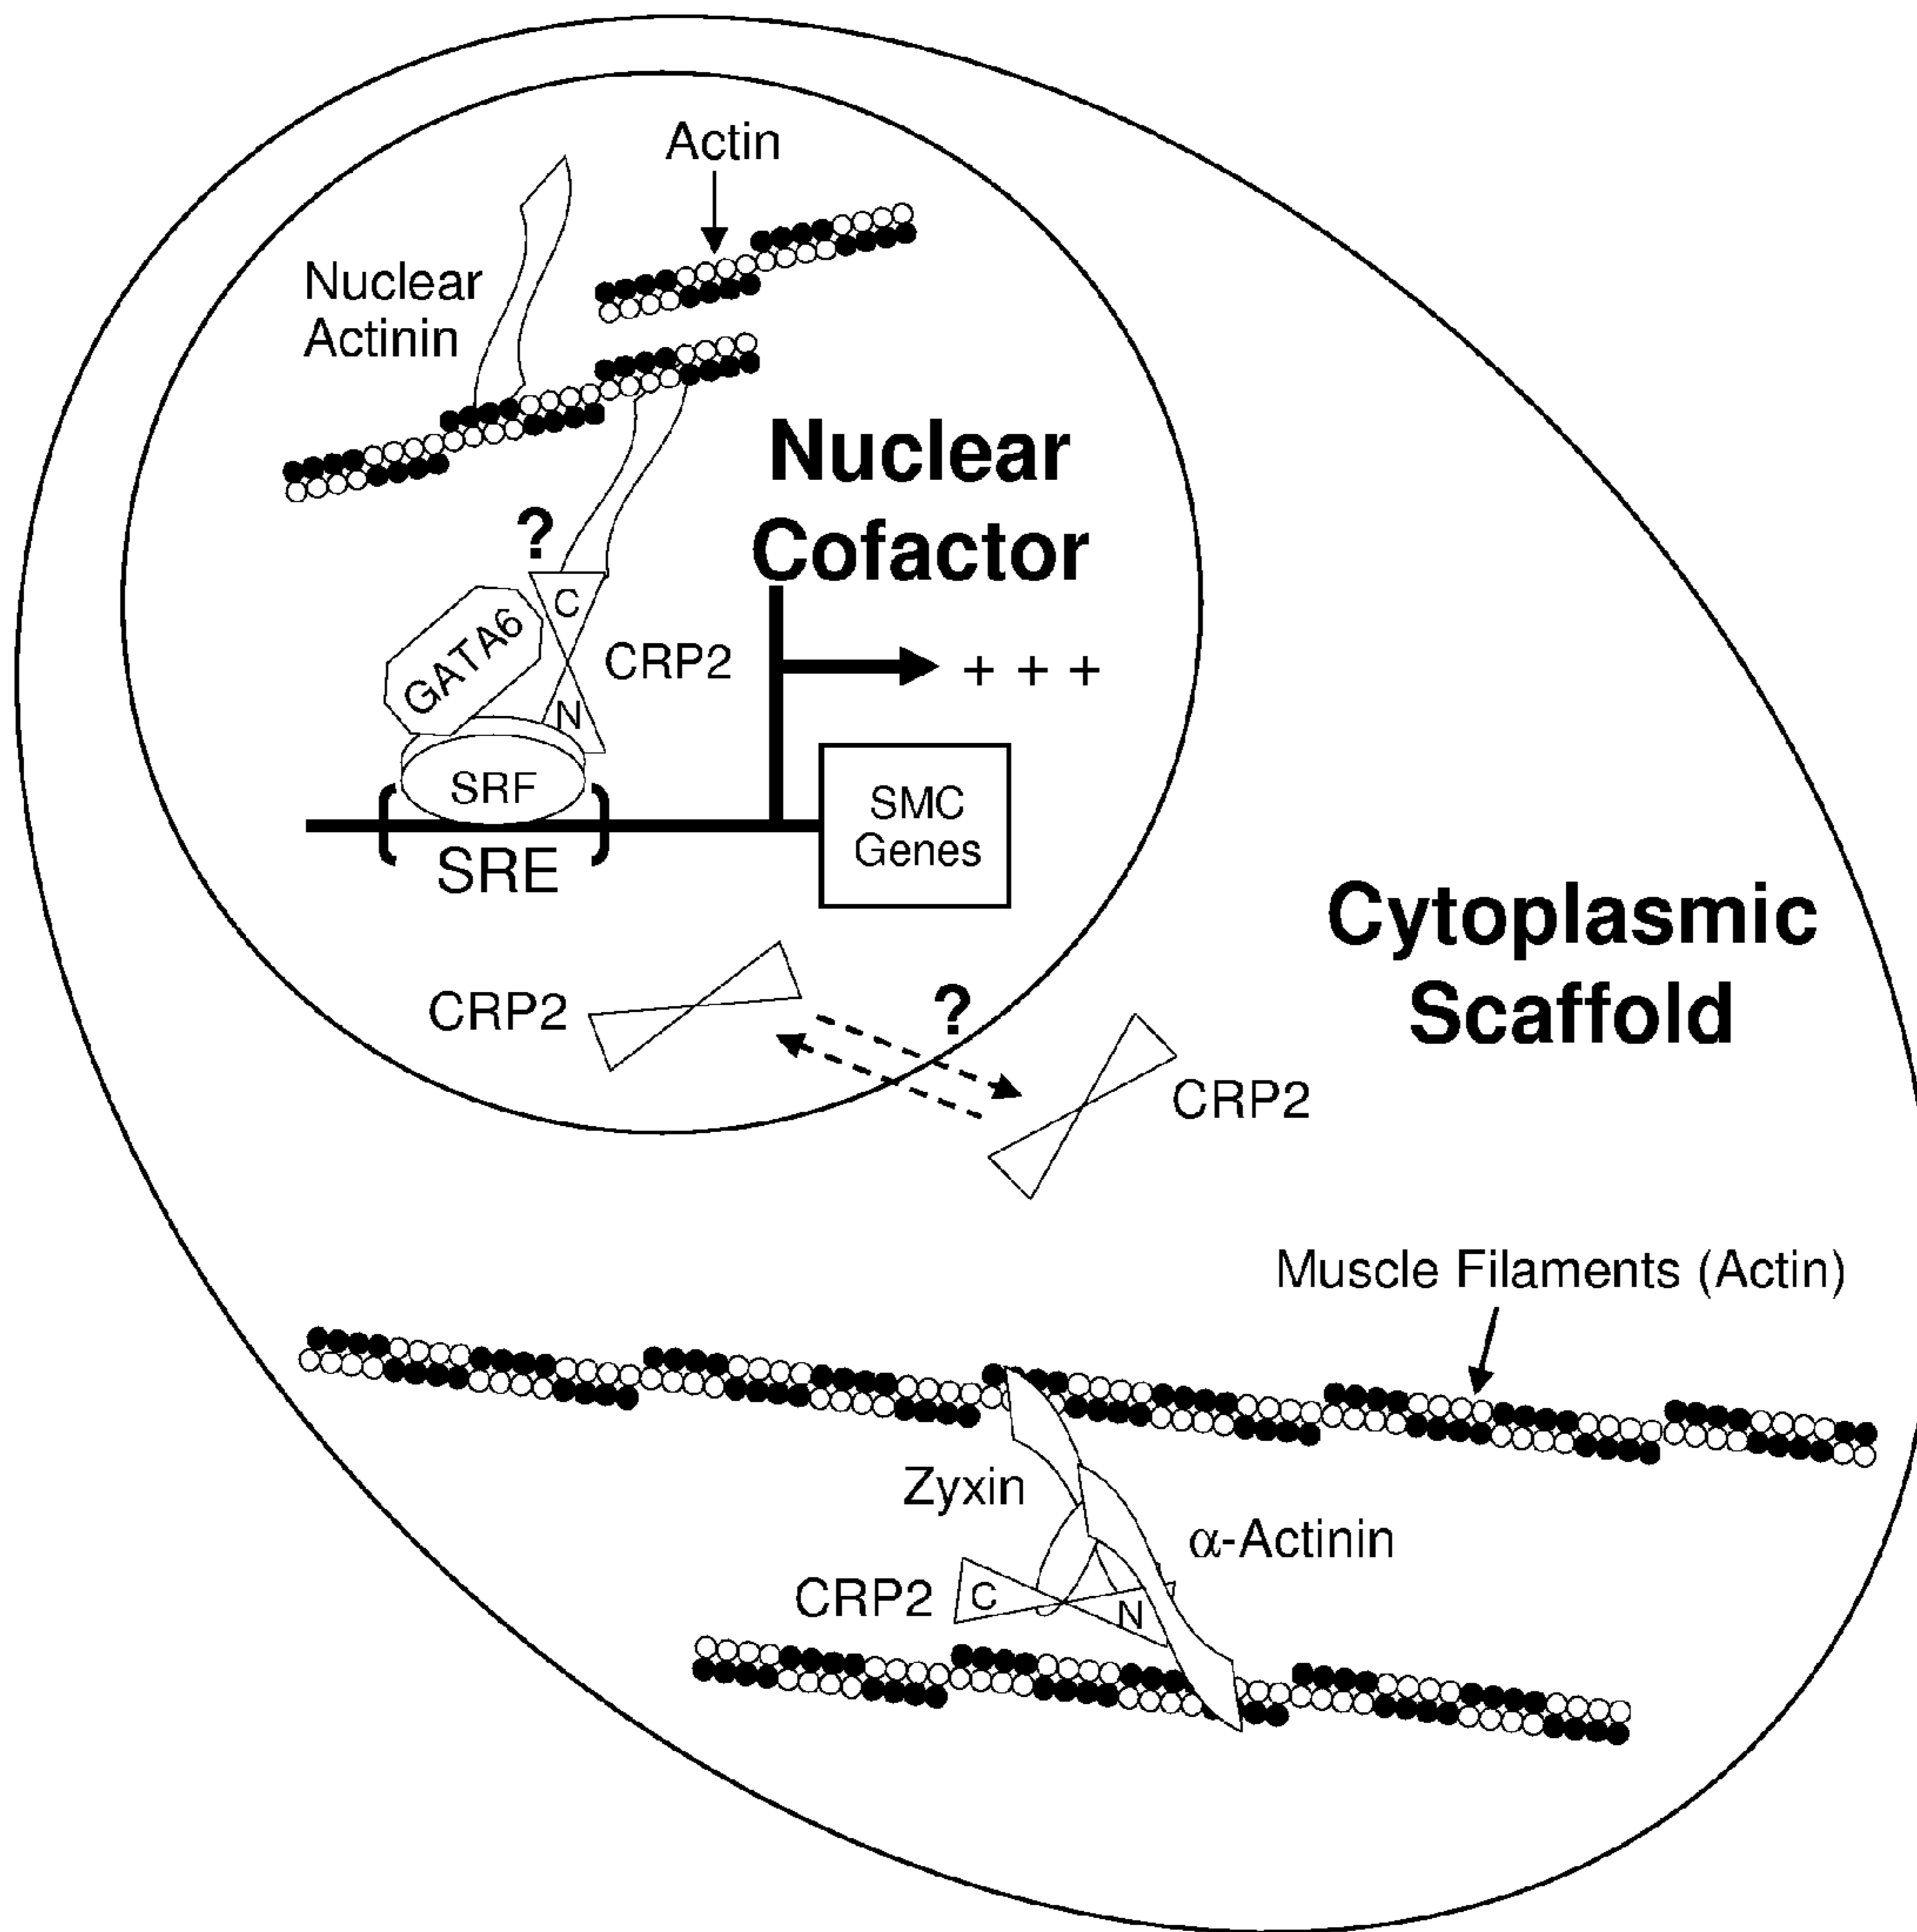 Actin
Nuclear
Actinin
Nuclear
Cofactor
?
C
GATA6
CRP2
+ + +
N
SRF
SMC
Genes
SRE
Cytoplasmic
Scaffold
CRP2
?
CRP2
Muscle Filaments (Actin)
Zyxin
α-Actinin
CRP2
C
N